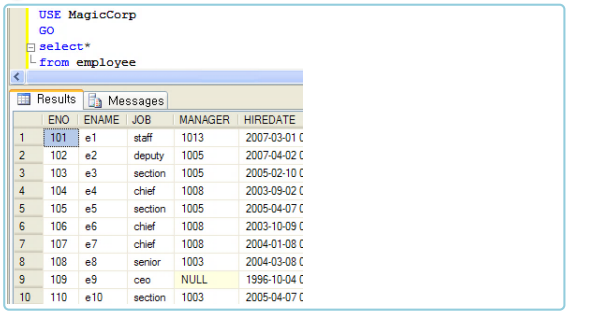 USE MagicCorp
GO
select*
from employee
Results Messages
ENO ENAME JOB MANAGER HIREDATE
1 101 e1 staff 1013 2007-03-01 0
2 102 e2 deputy 1005 2007-04-02 0
3 103 e3 section 1005 2005-02-10 0
4 104 e4 chief 1008 2003-09-02 0
5 105 e5 section 1005 2005-04-07 0
6 106 e6 chief 1008 2003-10-09 0
7 107 e7 chief 1008 2004-01-08 0
8 108 e8 senior 1003 2004-03-08 0
9 109 e9 ceo NULL 1996-10-04 0
10 110 e10 section 1003 2005-04-07 0